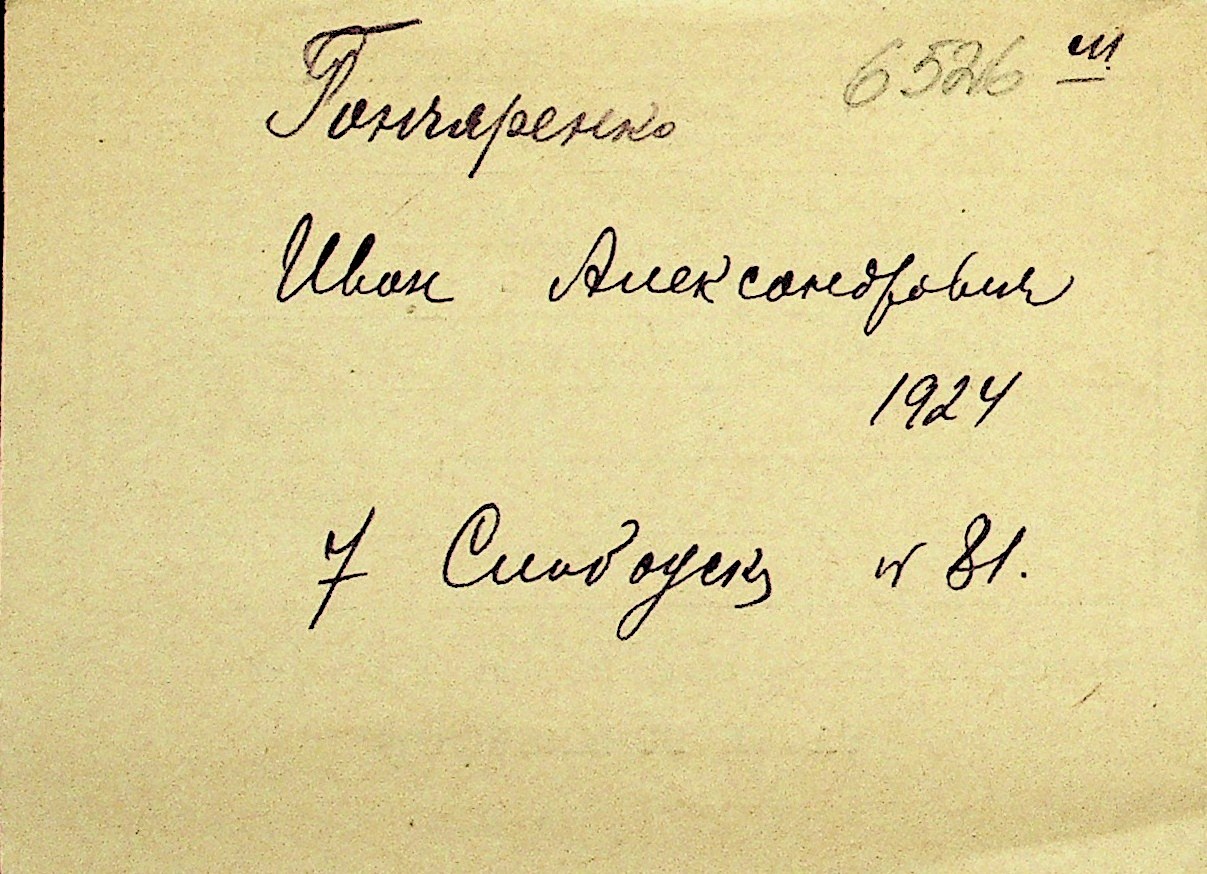 Гончаренко 6526 ш.
Иван Александрович
1924
7 Слободск 81.